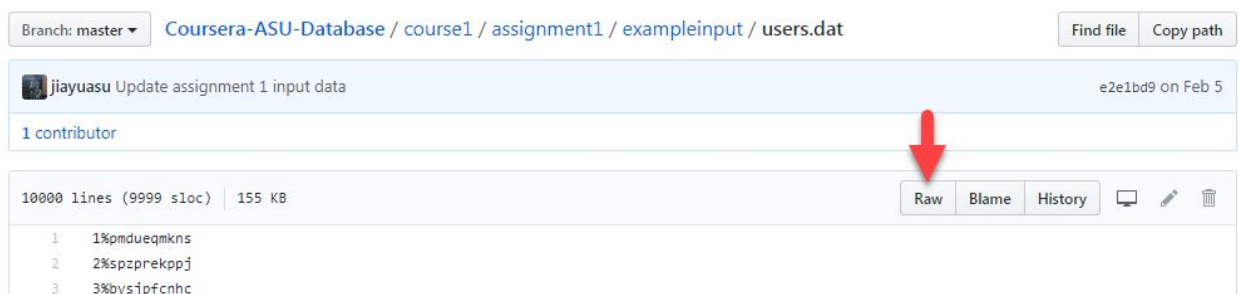 Branch: master Coursera-ASU-Database / course1 / assignment1 / exampleinput / users.dat Find file Copy path
jiayuasu Update assignment 1 input data e2e1bd9 on Feb 5
1 contributor
10000 lines (9999 sloc) 155 KB Raw Blame History
1 1%pmdueqmkns
2 2%spzprekppj
3 3%bysjpfcnhc